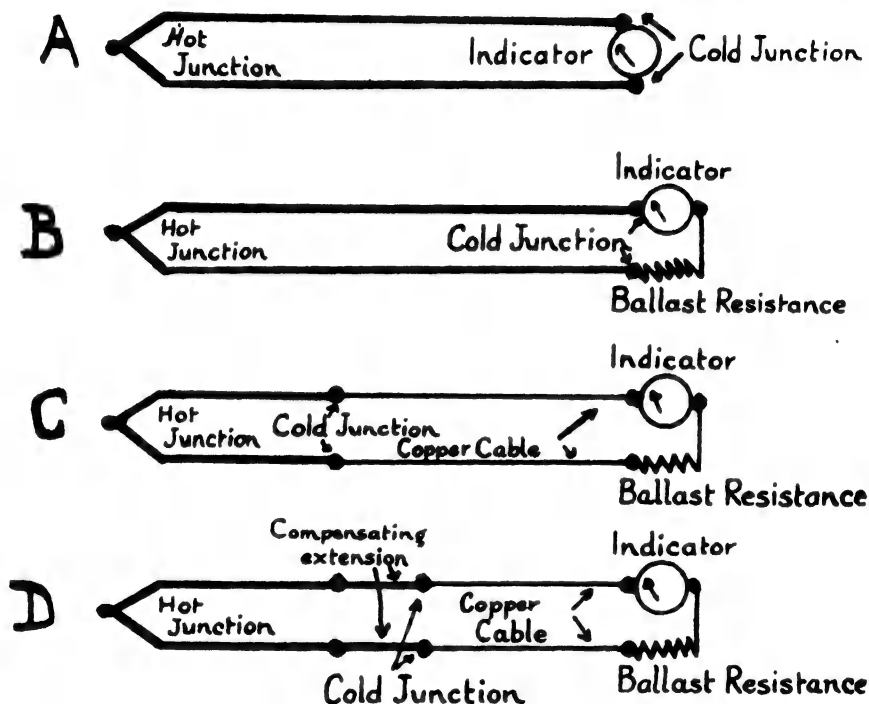 A
Hot
Junction
Indicator
Cold Junction
B
Hot
Junction
Indicator
Cold Junction
Ballast Resistance
C
Hot
Junction
Cold Junction
Copper Cable
Indicator
Ballast Resistance
D
Compensating
extension
Hot
Junction
Cold Junction
Copper
Cable
Indicator
Ballast Resistance